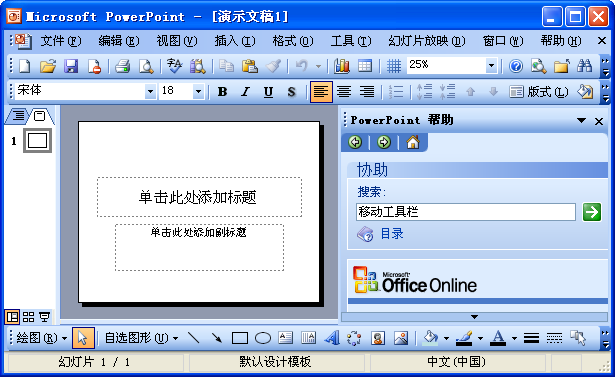 Microsoft PowerPoint - [演示文稿1]
文件(F) 编辑(E) 视图(V) 插入(I) 格式(O) 工具(T) 幻灯片放映(D) 窗口(W) 帮助(H)
25%
宋体 18 B I U S 版式(L)
PowerPoint 帮助
1
协助
搜索:
移动工具栏
目录
单击此处添加标题
单击此处添加副标题
Microsoft
Office Online
绘图(R) 自选图形(U) A
幻灯片 1 / 1 默认设计模板 中文(中国)